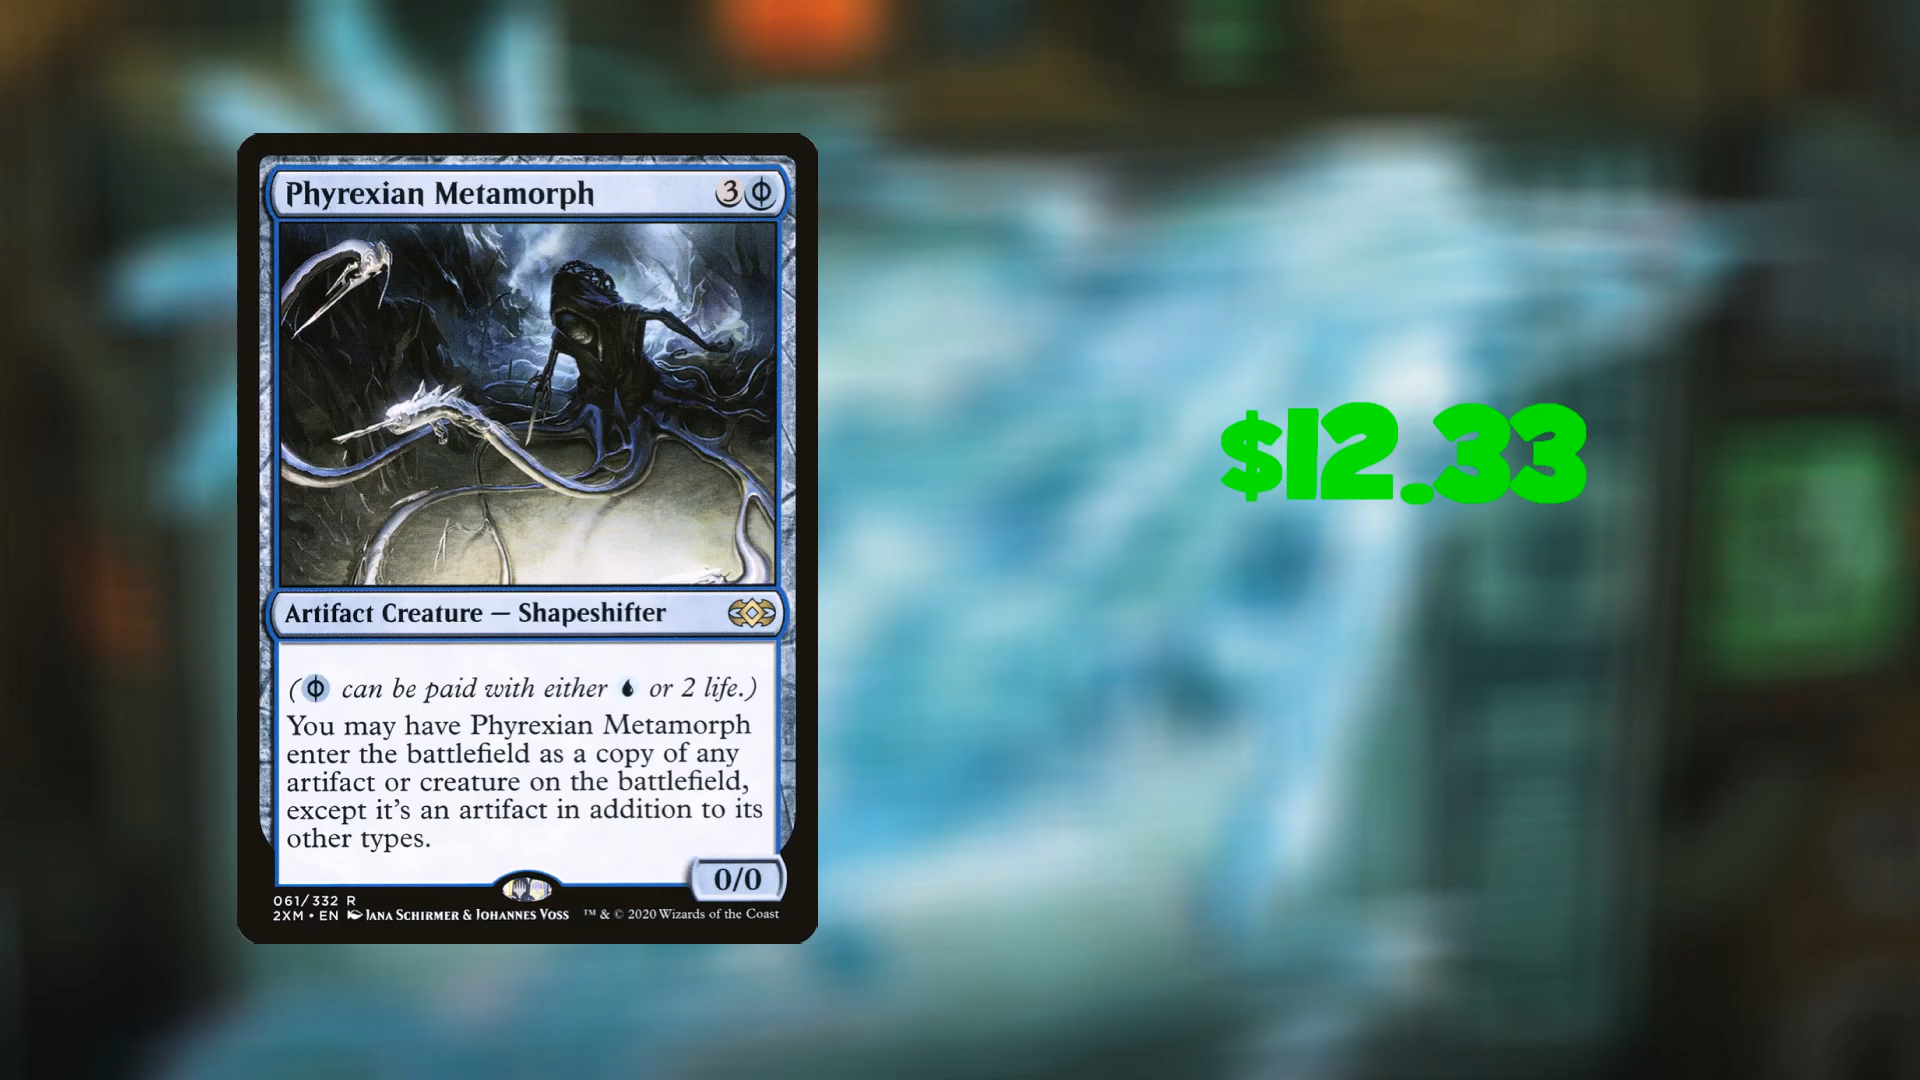 Phyrexian Metamorph 3
Artifact Creature — Shapeshifter
( can be paid with either or 2 life.)
You may have Phyrexian Metamorph
enter the battlefield as a copy of any
artifact or creature on the battlefield,
except it's an artifact in addition to its
other types.
0/0
061/332 R
2XM • EN JANA SCHIRMER & JOHANNES VOSS ™ & © 2020 Wizards of the Coast
$12.33